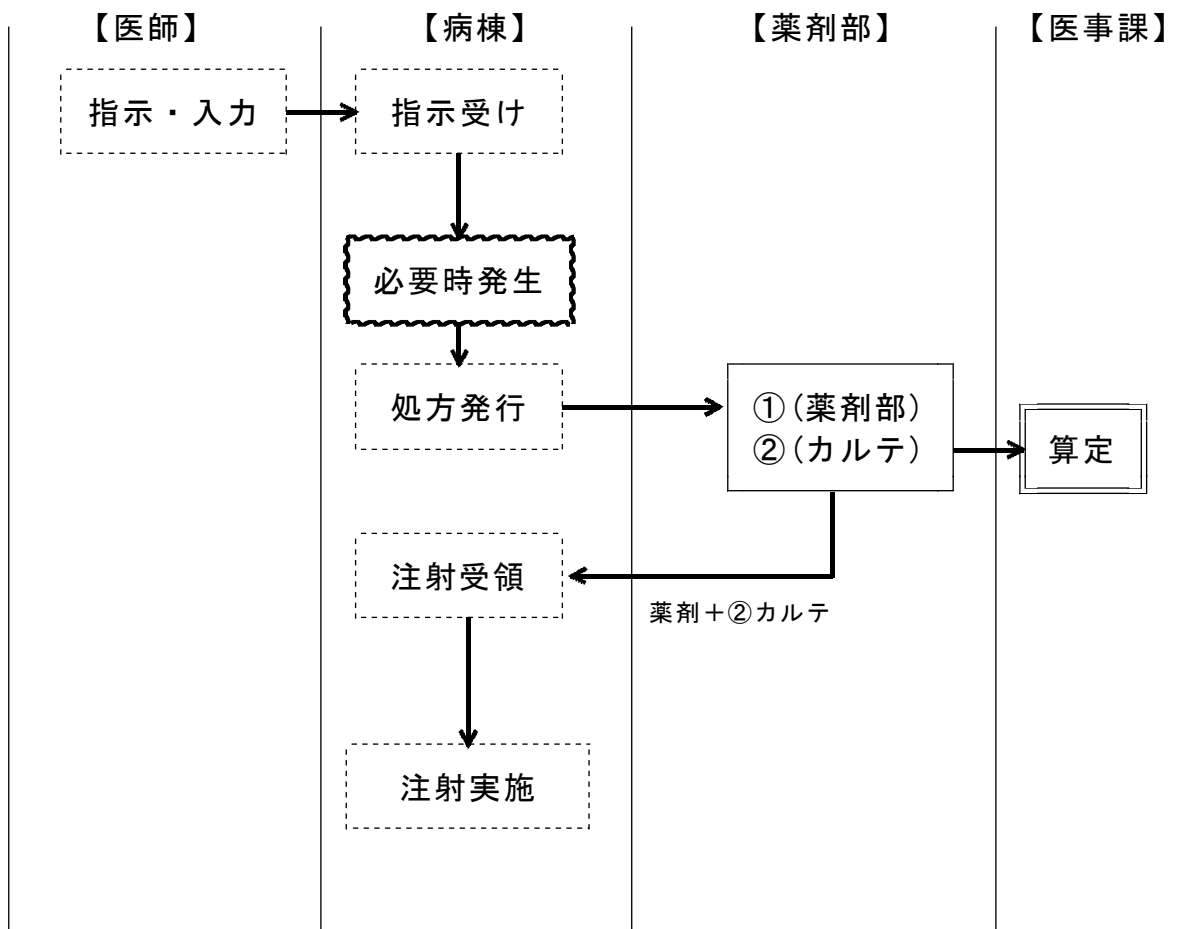 【医師】
【病棟】
【薬剤部】
【医事課】
指示・入力
指示受け
必要時発生
処方発行
①(薬剤部)
②(カルテ)
算定
注射受領
薬剤＋②カルテ
注射実施